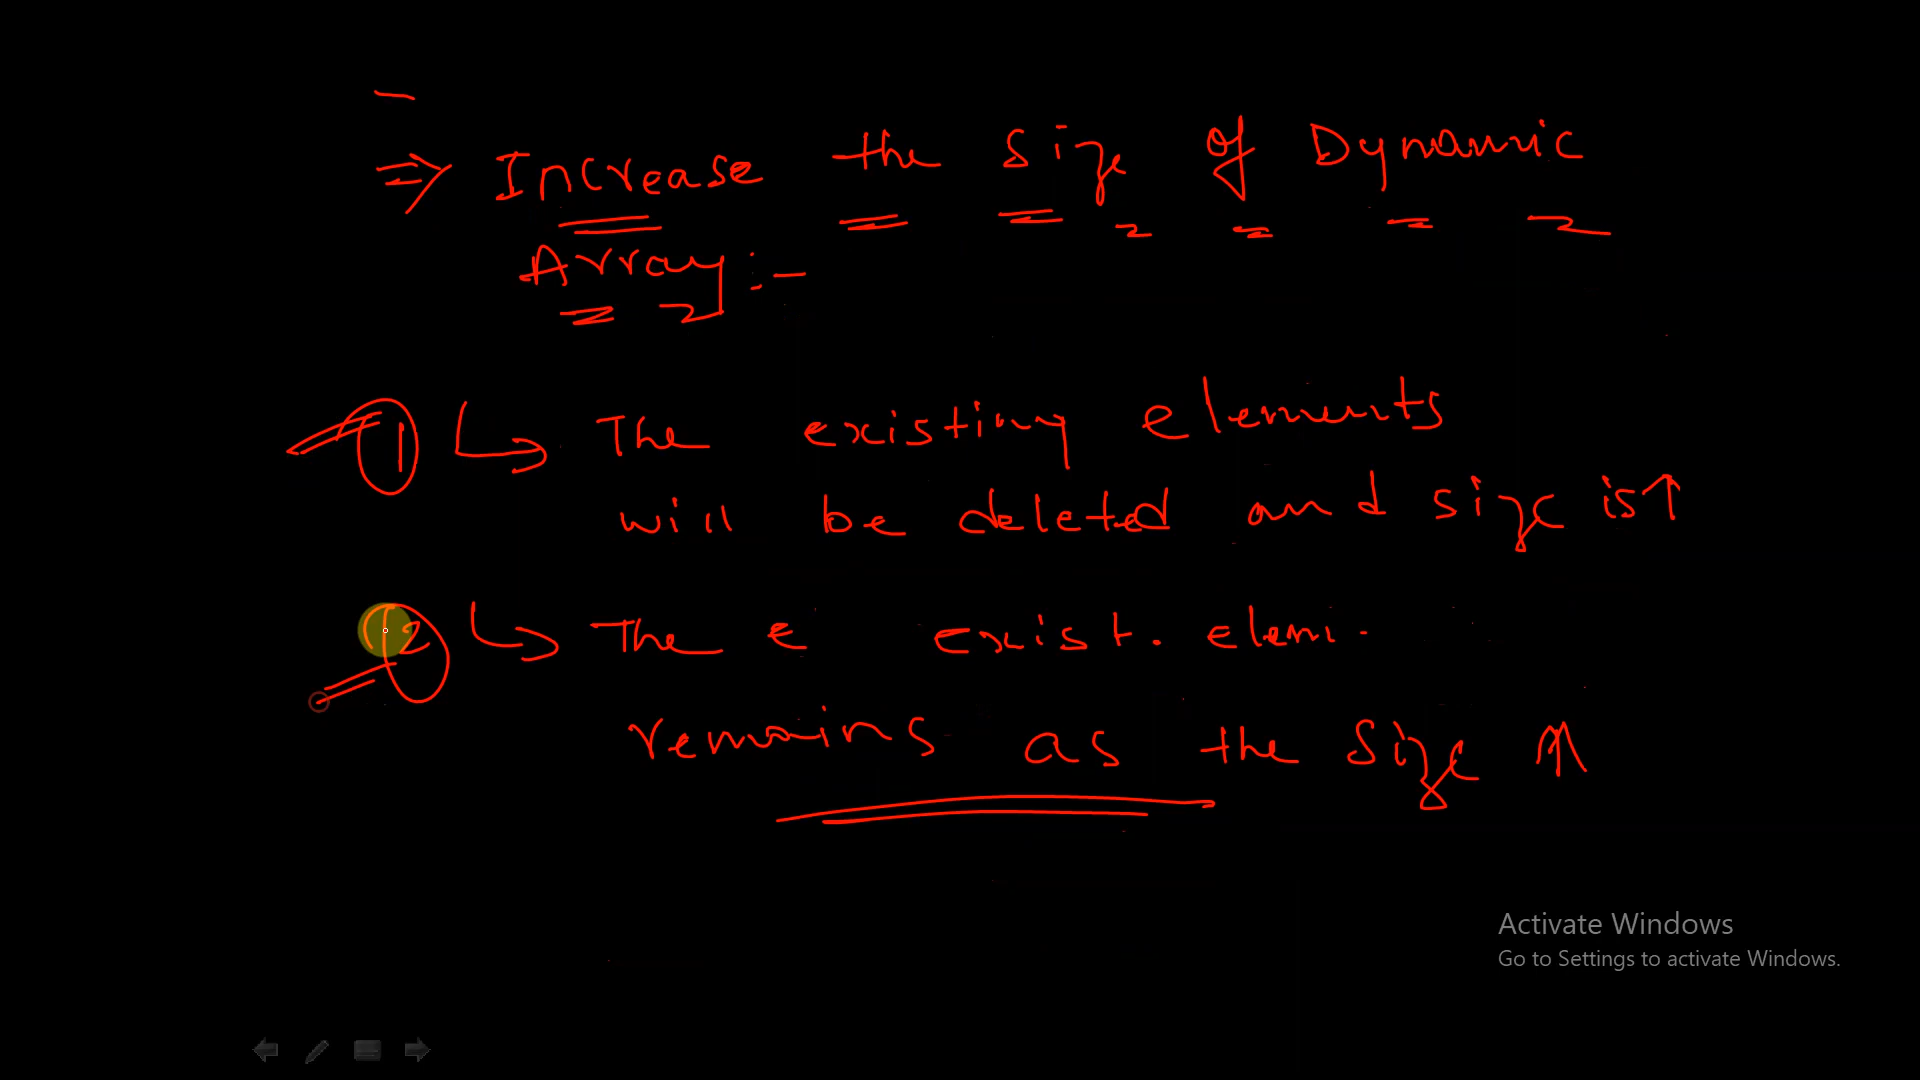 ⇒ Increase the Size of Dynamic
Array :-
1 ↳ The existing elements
will be deleted and size is ↑
2 ↳ The e exist. elem.
remains as the size ↑
Activate Windows
Go to Settings to activate Windows.